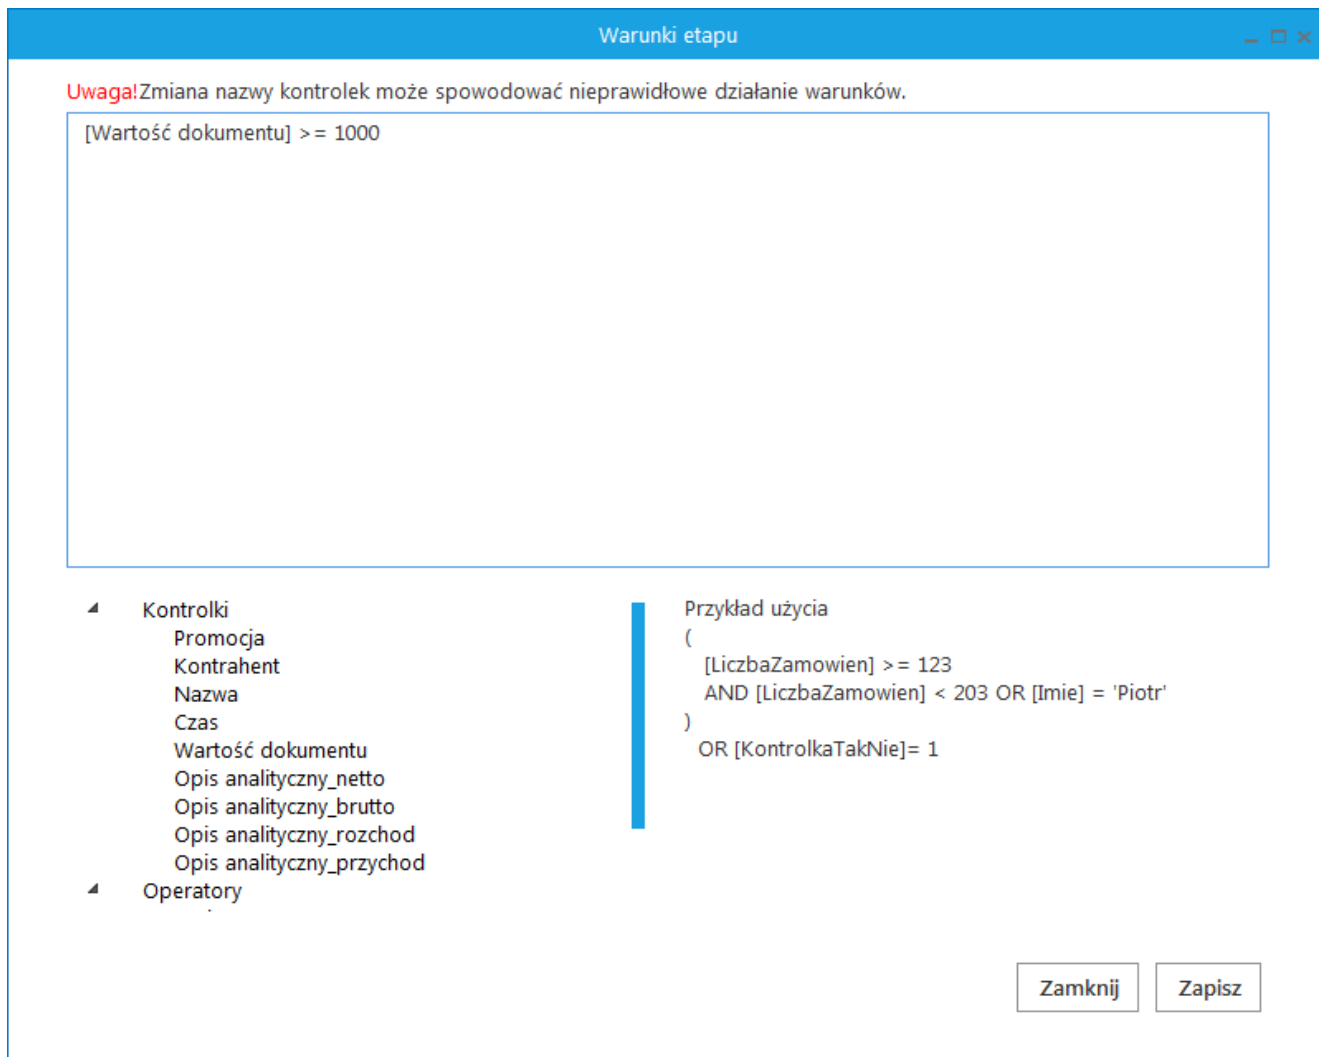 Warunki etapu
Uwaga!Zmiana nazwy kontrolek może spowodować nieprawidłowe działanie warunków.
[Wartość dokumentu] >= 1000
Kontrolki
Promocja
Kontrahent
Nazwa
Czas
Wartość dokumentu
Opis analityczny_netto
Opis analityczny_brutto
Opis analityczny_rozchod
Opis analityczny_przychod
Operatory
Przykład użycia
(
[LiczbaZamowien] >= 123
AND [LiczbaZamowien] < 203 OR [Imie] = 'Piotr'
)
OR [KontrolkaTakNie]= 1
Zamknij
Zapisz